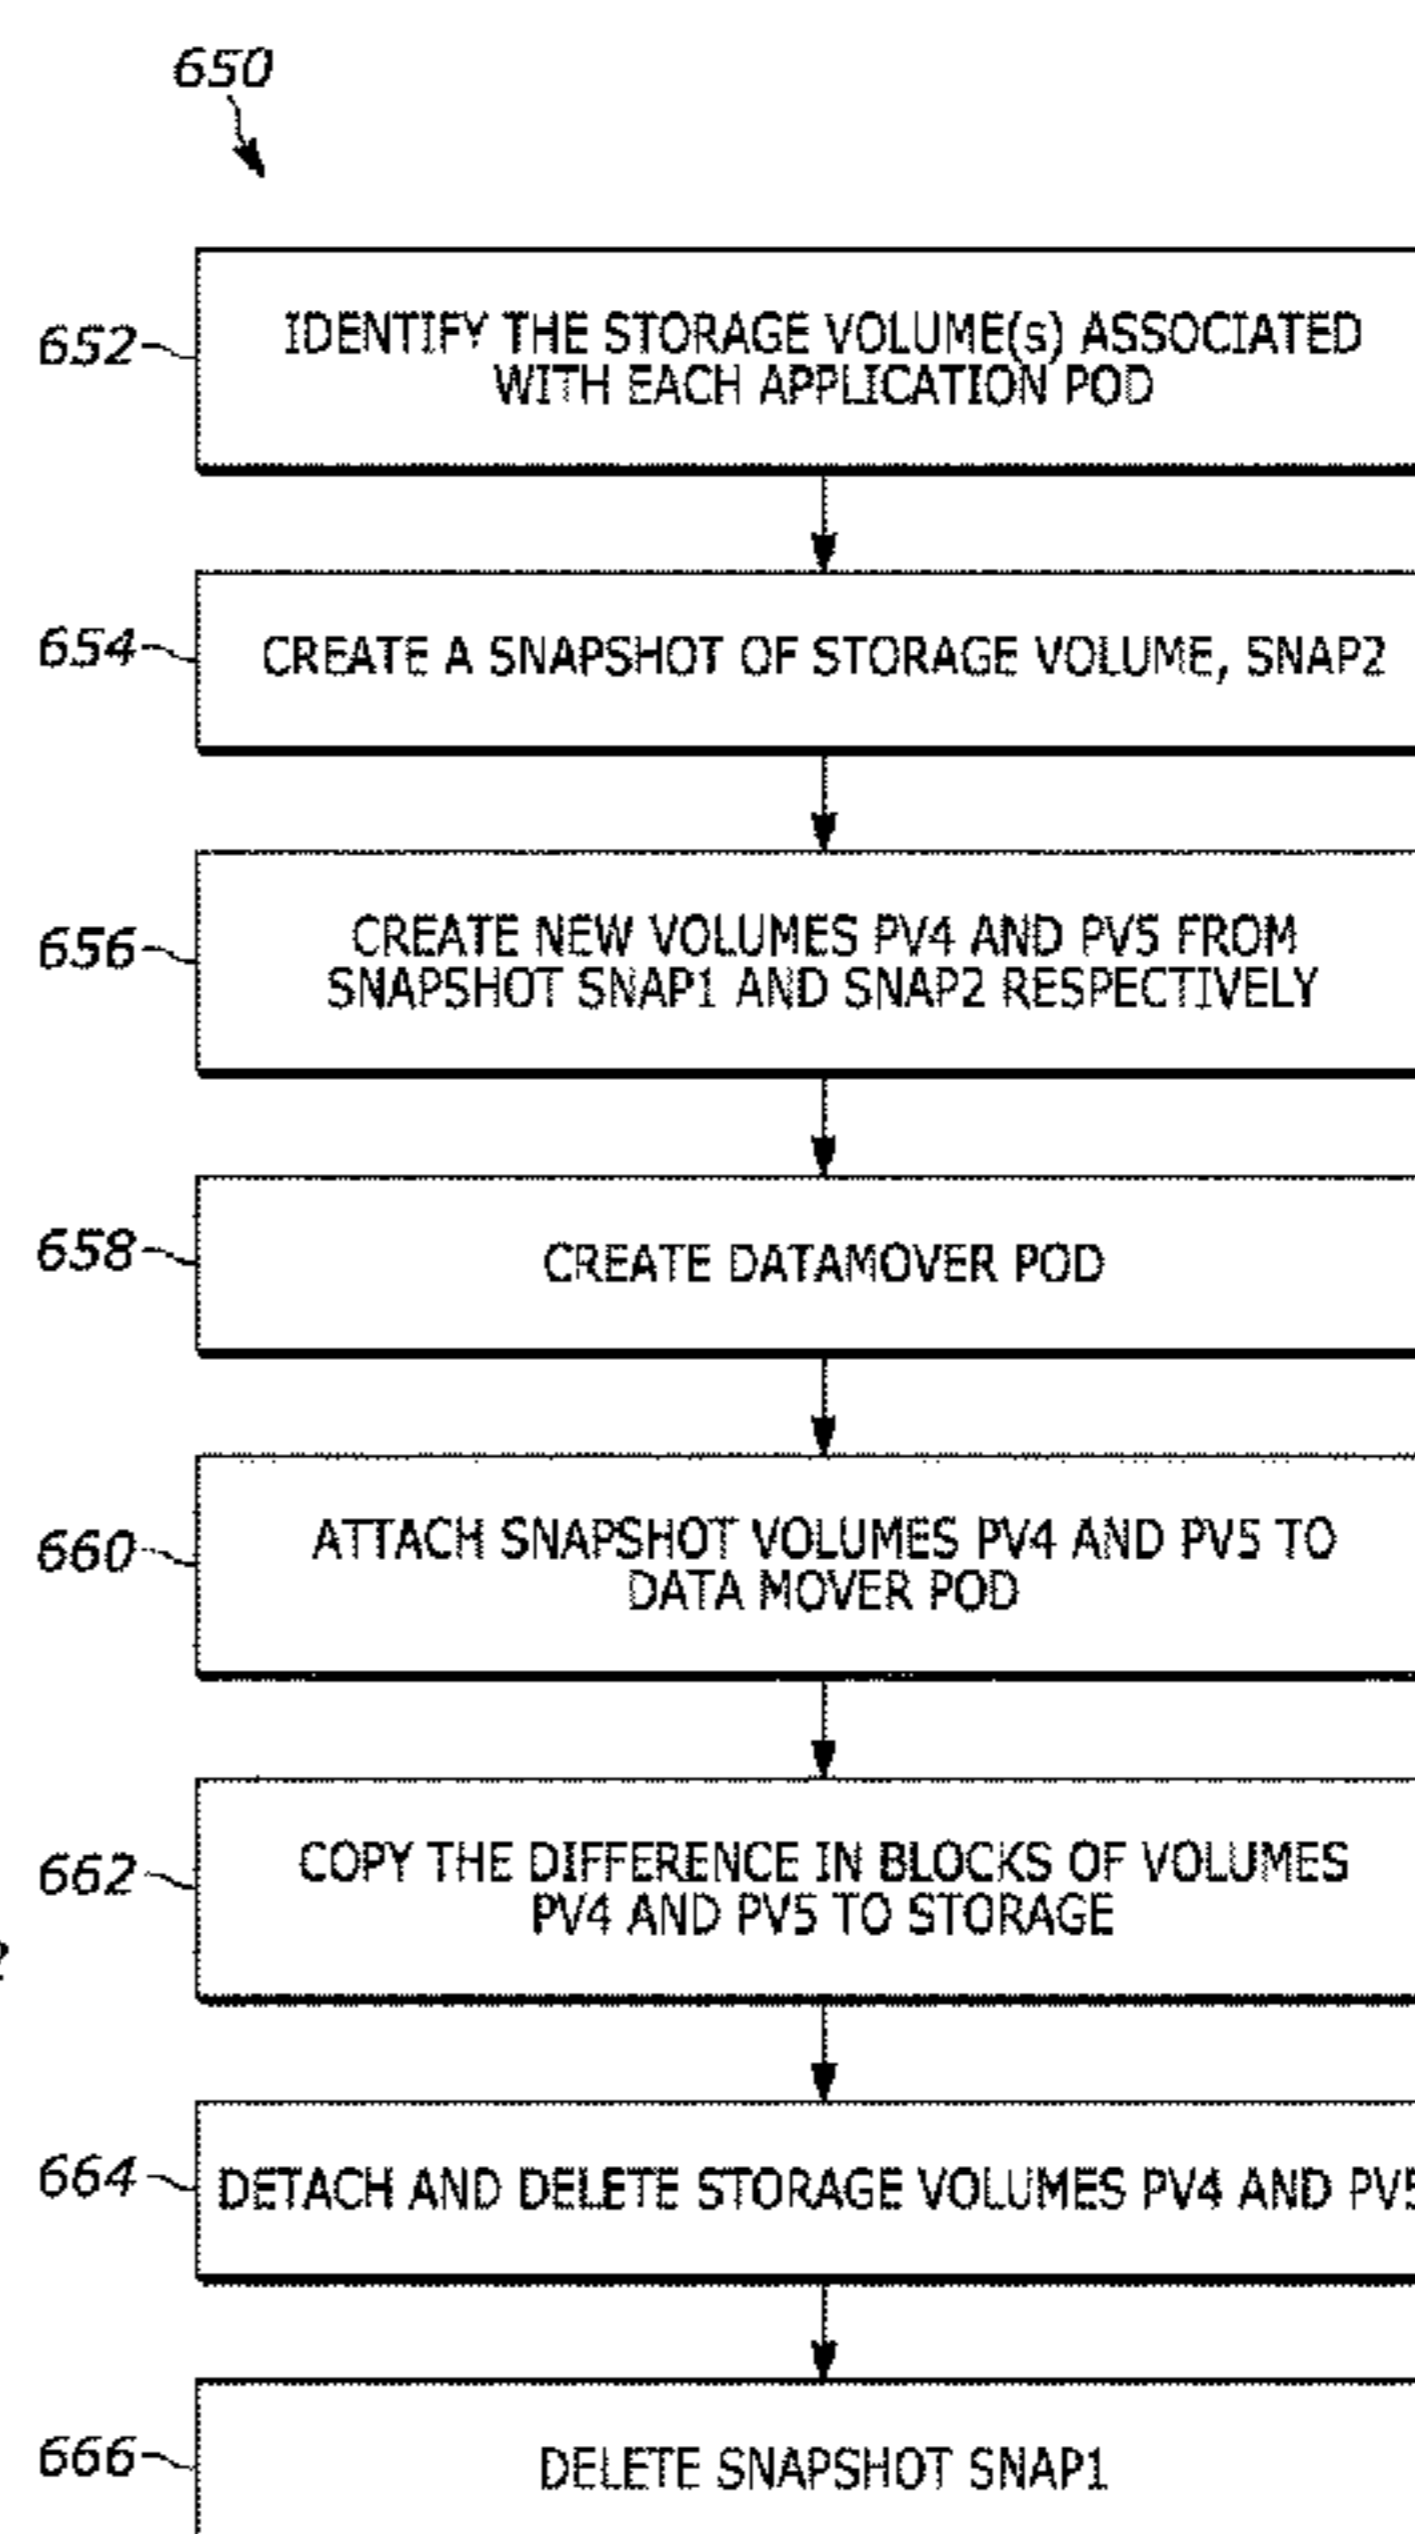 650
652
IDENTIFY THE STORAGE VOLUME(s) ASSOCIATED
WITH EACH APPLICATION POD
654
CREATE A SNAPSHOT OF STORAGE VOLUME, SNAP2
656
CREATE NEW VOLUMES PV4 AND PV5 FROM
SNAPSHOT SNAP1 AND SNAP2 RESPECTIVELY
658
CREATE DATAMOVER POD
660
ATTACH SNAPSHOT VOLUMES PV4 AND PV5 TO
DATA MOVER POD
662
COPY THE DIFFERENCE IN BLOCKS OF VOLUMES
PV4 AND PV5 TO STORAGE
664
DETACH AND DELETE STORAGE VOLUMES PV4 AND PV5
666
DELETE SNAPSHOT SNAP1